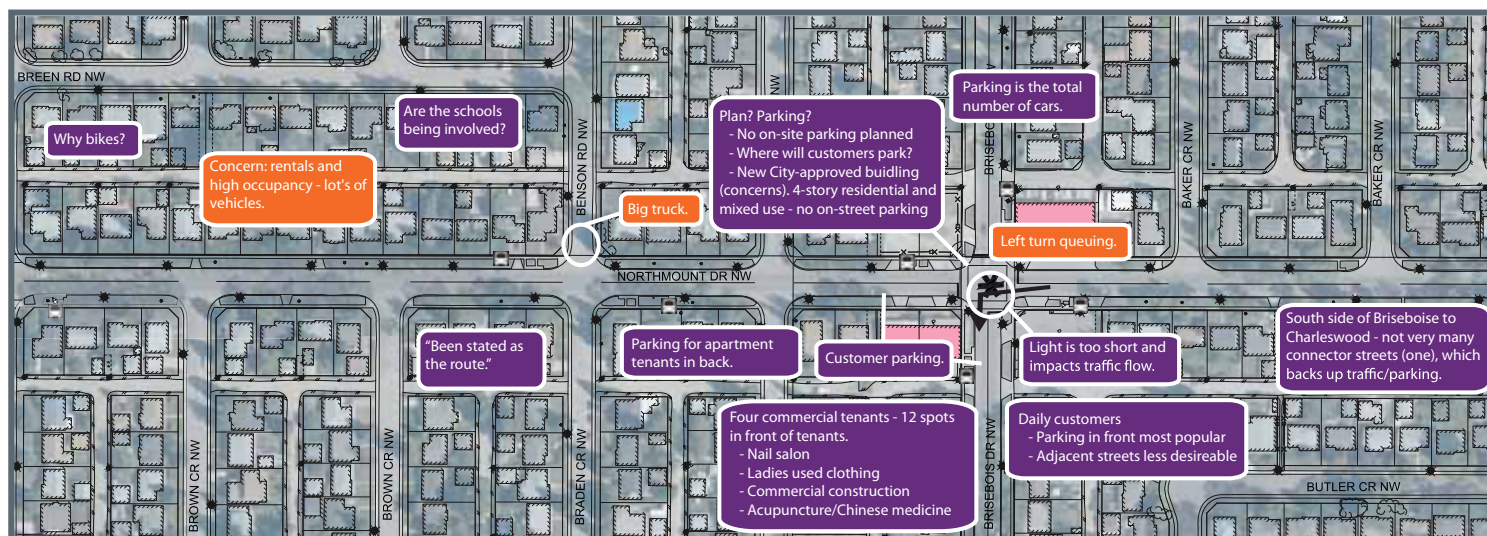 BREEN RD NW
Why bikes?
Are the schools
being involved?
Concern: rentals and
high occupancy - lot's of
vehicles.
BENSON RD NW
Big truck.
Plan? Parking?
- No on-site parking planned
- Where will customers park?
- New City-approved buidling
(concerns). 4-story residential and
mixed use - no on-street parking
Parking is the total
number of cars.
BRISEBO
BAKER CR NW
BAKER CR NW
Left turn queuing.
NORTHMOUNT DR NW
"Been stated as
the route."
Parking for apartment
tenants in back.
Customer parking.
Light is too short and
impacts traffic flow.
South side of Briseboise to
Charleswood - not very many
connector streets (one), which
backs up traffic/parking.
Four commercial tenants - 12 spots
in front of tenants.
- Nail salon
- Ladies used clothing
- Commercial construction
- Acupuncture/Chinese medicine
Daily customers
- Parking in front most popular
- Adjacent streets less desireable
BROWN CR NW
BROWN CR NW
BRADEN CR NW
BRISEBOIS DR NW
BUTLER CR NW